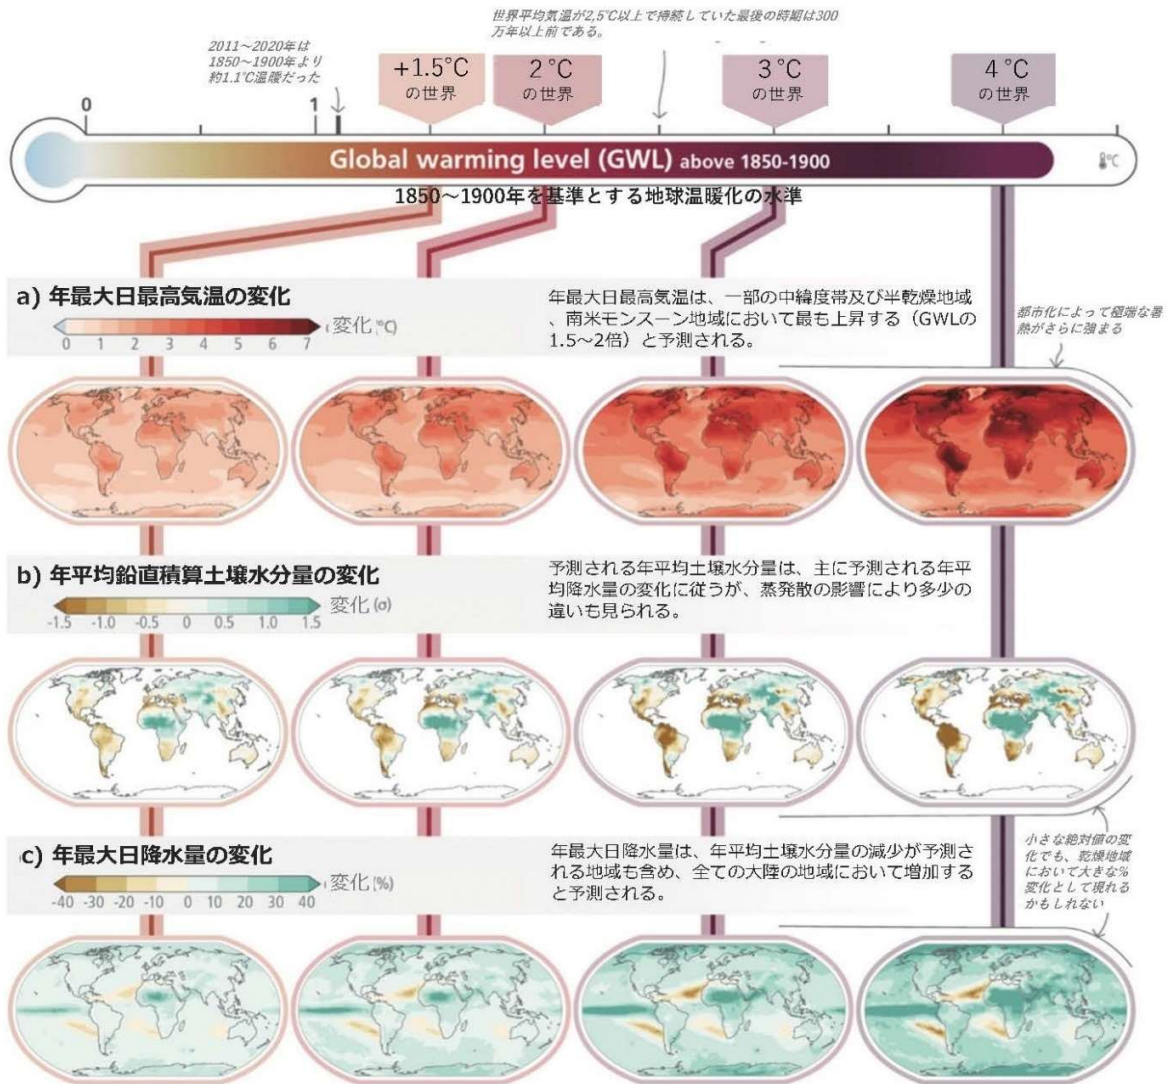 世界平均気温が2,5℃以上で持続していた最後の時期は300
万年以上前である。
2011～2020年は
1850～1900年より
約1.1℃温暖だった
+1.5℃
の世界
2℃
の世界
3℃
の世界
4℃
の世界
0
1
Global warming level (GWL) above 1850-1900
℃
1850～1900年を基準とする地球温暖化の水準
a) 年最大日最高気温の変化
変化 (℃)
0 1 2 3 4 5 6 7
年最大日最高気温は、一部の中緯度帯及び半乾燥地域
、南米モンスーン地域において最も上昇する（GWLの
1.5～2倍）と予測される。
都市化によって極端な暑
熱がさらに強まる
b) 年平均鉛直積算土壌水分量の変化
変化 (σ)
-1.5 -1.0 -0.5 0 0.5 1.0 1.5
予測される年平均土壌水分量は、主に予測される年平
均降水量の変化に従うが、蒸発散の影響により多少の
違いも見られる。
c) 年最大日降水量の変化
変化 (%)
-40 -30 -20 -10 0 10 20 30 40
年最大日降水量は、年平均土壌水分量の減少が予測さ
れる地域も含め、全ての大陸の地域において増加する
と予測される。
小さな絶対値の変
化でも、乾燥地域
において大きな%
変化として現れる
かもしれない